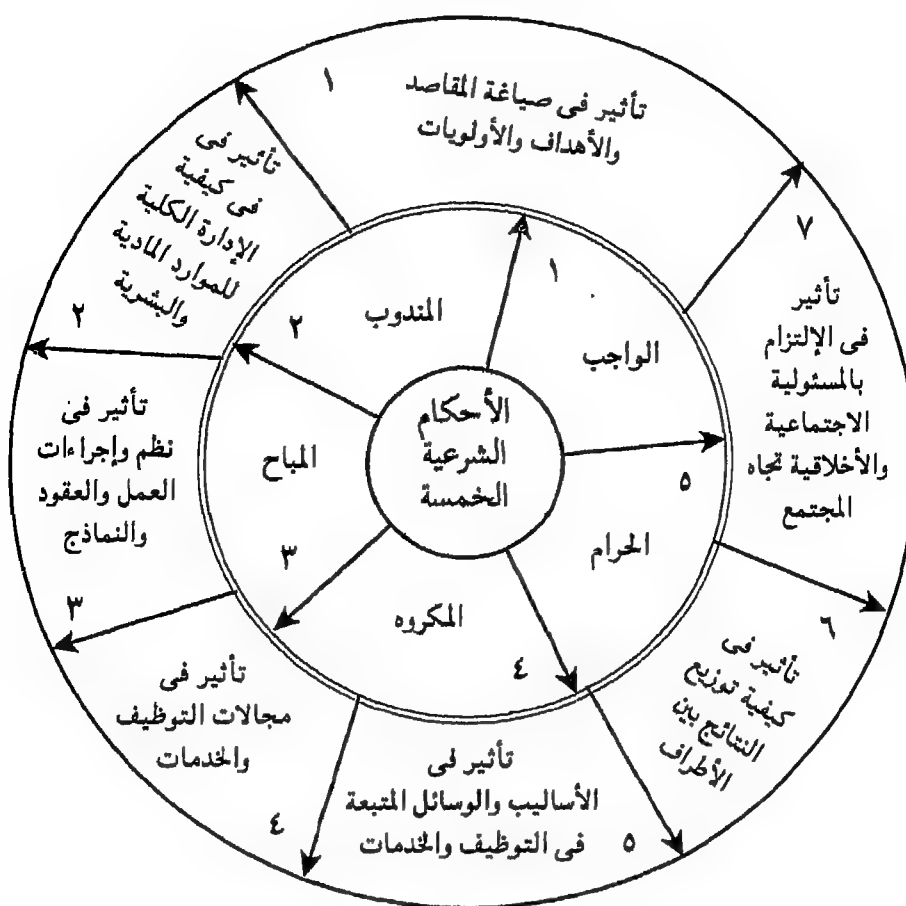 الأحكام
الشرعية
الخمسة
١
الواجب
٢
المندوب
٣
المباح
٤
المكروه
٥
الحرام
١
تأثير فى صياغة المقاصد
والأهداف والأولويات
٢
تأثير فى
فى كيفية
الإدارة الكلية
للموارد المادية
والبشرية
٣
تأثير فى
نظم وإجراءات
العمل والعقود
والنماذج
٤
تأثير فى
مجالات التوظيف
والخدمات
٥
تأثير فى
الأساليب والوسائل المتبعة
فى التوظيف والخدمات
٦
تأثير فى
كيفية توزيع
النتائج بين
الأطراف
٧
تأثير
فى الإلتزام
بالمسئولية
الاجتماعية
والأخلاقية تجاه
المجتمع